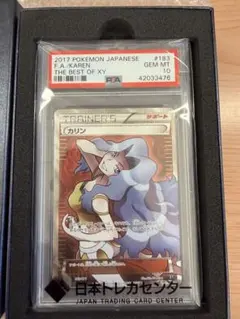 2017 POKEMON JAPANESE #193
F.A./KAREN GEM MT
THE BEST OF XY 10
PSA 42033476
TRAINER'S サポート
カリン
日本トレカセンター
JAPAN TRADING CARD CENTER